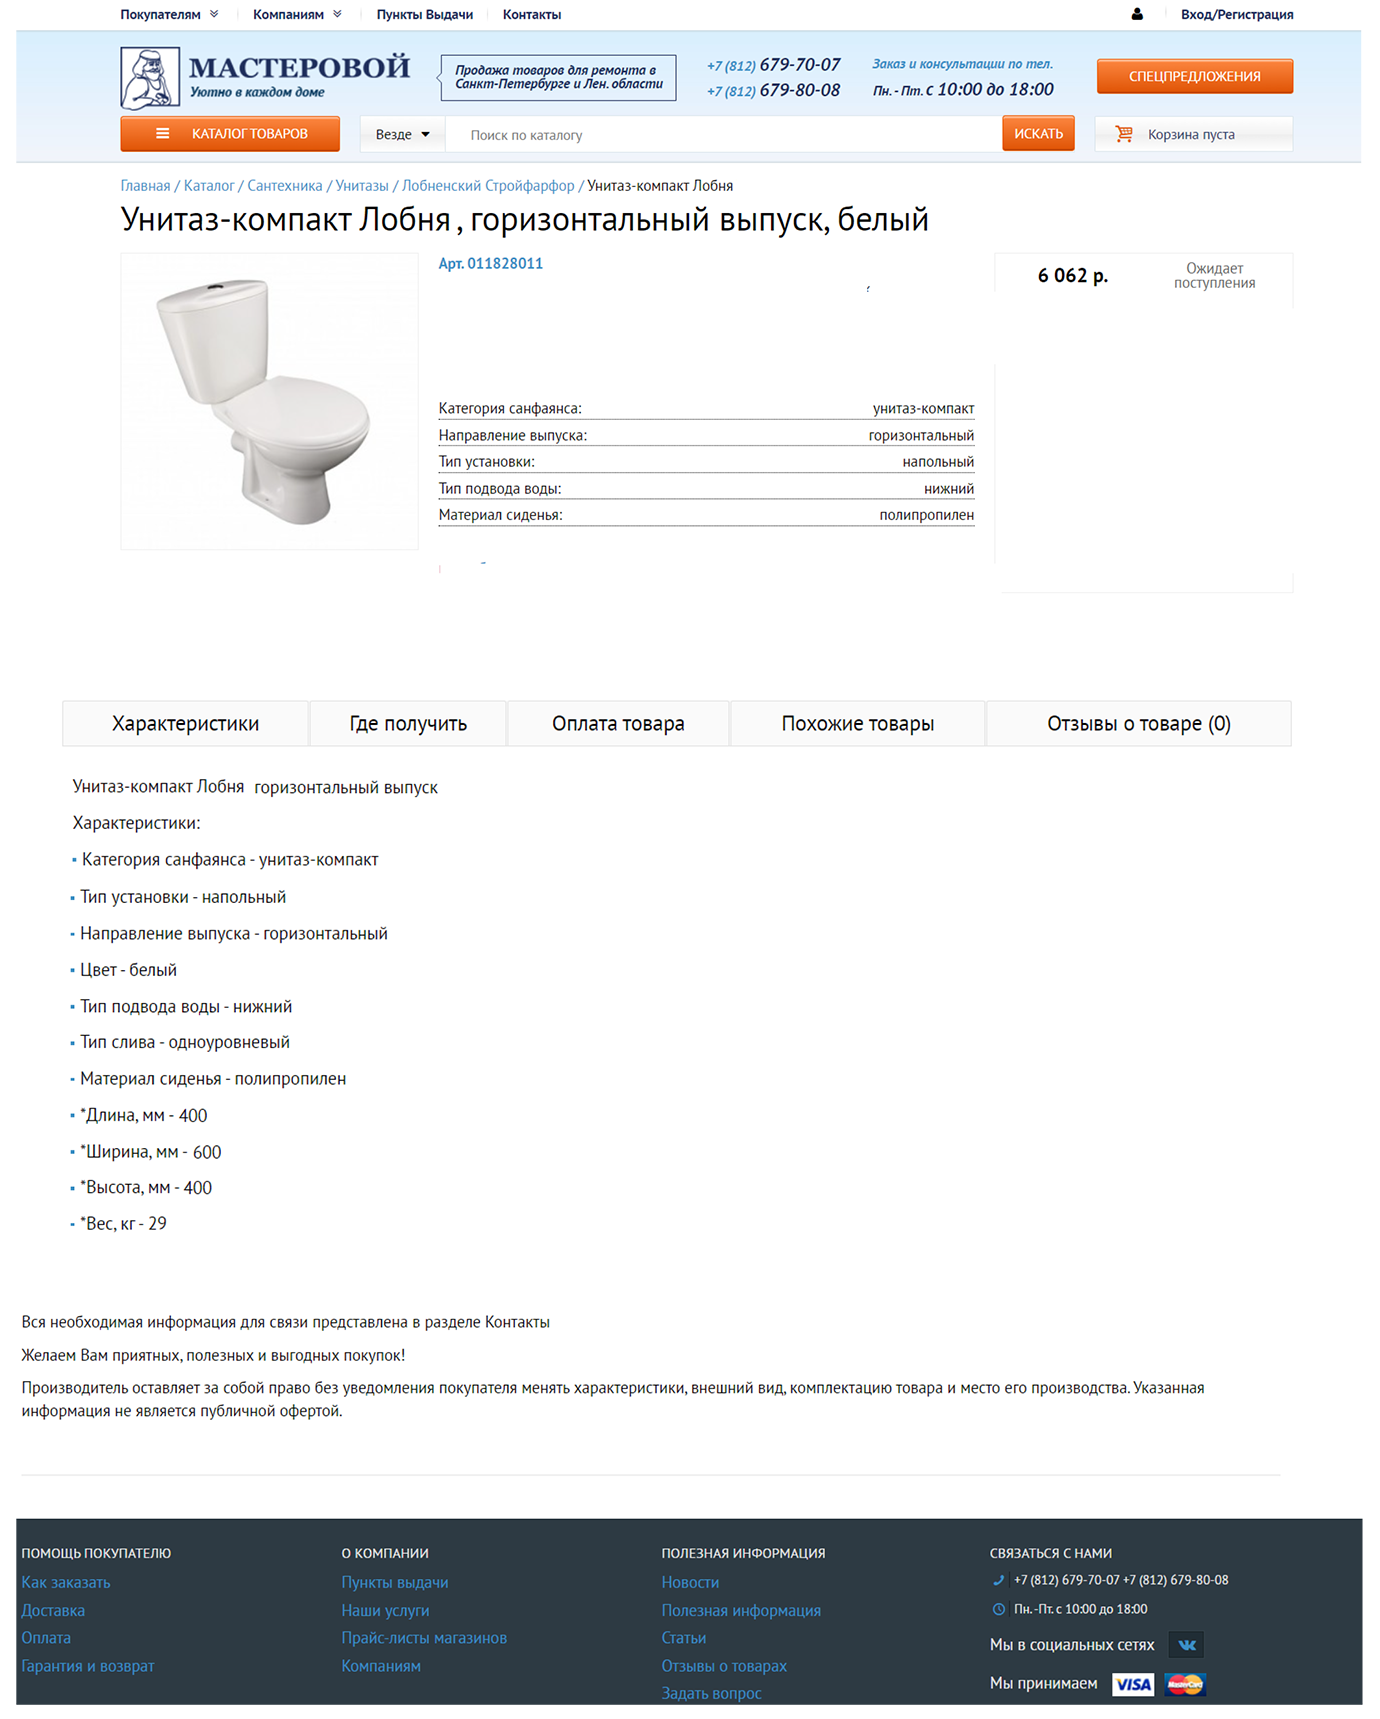 Покупателям Компаниям Пункты Выдачи Контакты Вход/Регистрация
МАСТЕРОВОЙ
Уютно в каждом доме
Продажа товаров для ремонта в
Санкт-Петербурге и Лен. области
+7 (812) 679-70-07
+7 (812) 679-80-08
Заказ и консультации по тел.
Пн. - Пт. с 10:00 до 18:00
СПЕЦПРЕДЛОЖЕНИЯ
КАТАЛОГ ТОВАРОВ
Везде
Поиск по каталогу
ИСКАТЬ
Корзина пуста
Главная / Каталог / Сантехника / Унитазы / Лобненский Стройфарфор / Унитаз-компакт Лобня
Унитаз-компакт Лобня , горизонтальный выпуск, белый
Арт. 011828011
6 062 р.
Ожидает
поступления
Категория санфаянса: унитаз-компакт
Направление выпуска: горизонтальный
Тип установки: напольный
Тип подвода воды: нижний
Материал сиденья: полипропилен
Характеристики Где получить Оплата товара Похожие товары Отзывы о товаре (0)
Унитаз-компакт Лобня горизонтальный выпуск
Характеристики:
Категория санфаянса - унитаз-компакт
Тип установки - напольный
Направление выпуска - горизонтальный
Цвет - белый
Тип подвода воды - нижний
Тип слива - одноуровневый
Материал сиденья - полипропилен
*Длина, мм - 400
*Ширина, мм - 600
*Высота, мм - 400
*Вес, кг - 29
Вся необходимая информация для связи представлена в разделе Контакты
Желаем Вам приятных, полезных и выгодных покупок!
Производитель оставляет за собой право без уведомления покупателя менять характеристики, внешний вид, комплектацию товара и место его производства. Указанная
информация не является публичной офертой.
ПОМОЩЬ ПОКУПАТЕЛЮ
Как заказать
Доставка
Оплата
Гарантия и возврат
О КОМПАНИИ
Пункты выдачи
Наши услуги
Прайс-листы магазинов
Компаниям
ПОЛЕЗНАЯ ИНФОРМАЦИЯ
Новости
Полезная информация
Статьи
Отзывы о товарах
Задать вопрос
СВЯЗАТЬСЯ С НАМИ
+7 (812) 679-70-07 +7 (812) 679-80-08
Пн.-Пт. с 10:00 до 18:00
Мы в социальных сетях
Мы принимаем VISA MasterCard